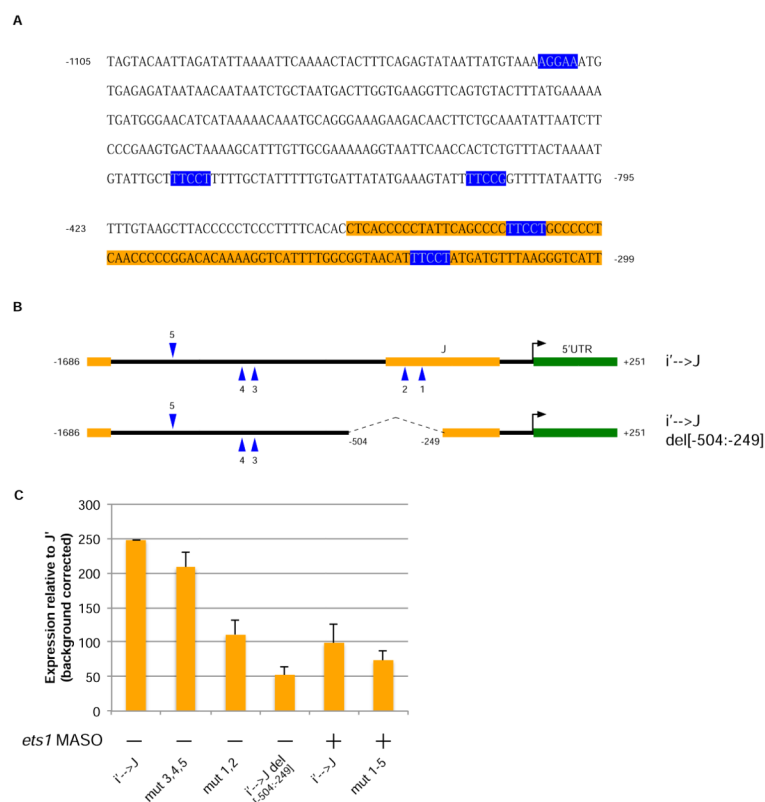 A
-1105 TAGTACAATTAGATATTAAAATTCAAAACTACTTTCAGAGTATAATTATGTAAAAGGAAATG
TGAGAGATAATAACAATAATCTGCTAATGACTTGGTGAAGGTTCAGTGTACTTTATGAAAAA
TGATGGGAACATCATAAAAACAAATGCAGGGAAAGAAGACAACTTCTGCAAATATTAATCTT
CCCGAAGTGACTAAAAGCATTTGTTGCGAAAAAGGTAATTCAACCACTCTGTTTACTAAAAT
GTATTGCTTTCCTTTTTGCTATTTTTGTGATTATATGAAAGTATTTTCCGGTTTTATAATTG -795
-423 TTTGTAAGCTTACCCCCTCCCTTTTCACACCTCACCCCCTATTCAGCCCCTTCCTGCCCCCT
CAACCCCCGGACACAAAAGGTCATTTTGGCGGTAACATTTCCTATGATGTTTAAGGGTCATT -299
B
5
J
5'UTR
-1686 +251 i'-->J
4 3 2 1
5
-1686 -504 -249 +251 i'-->J
del[-504:-249]
4 3
C
Expression relative to J'
(background corrected)
300
250
200
150
100
50
0
ets1 MASO − − − − + +
i'-->J
mut 3,4,5
mut 1,2
i'-->J del
[-504:-249]
i'-->J
mut 1-5